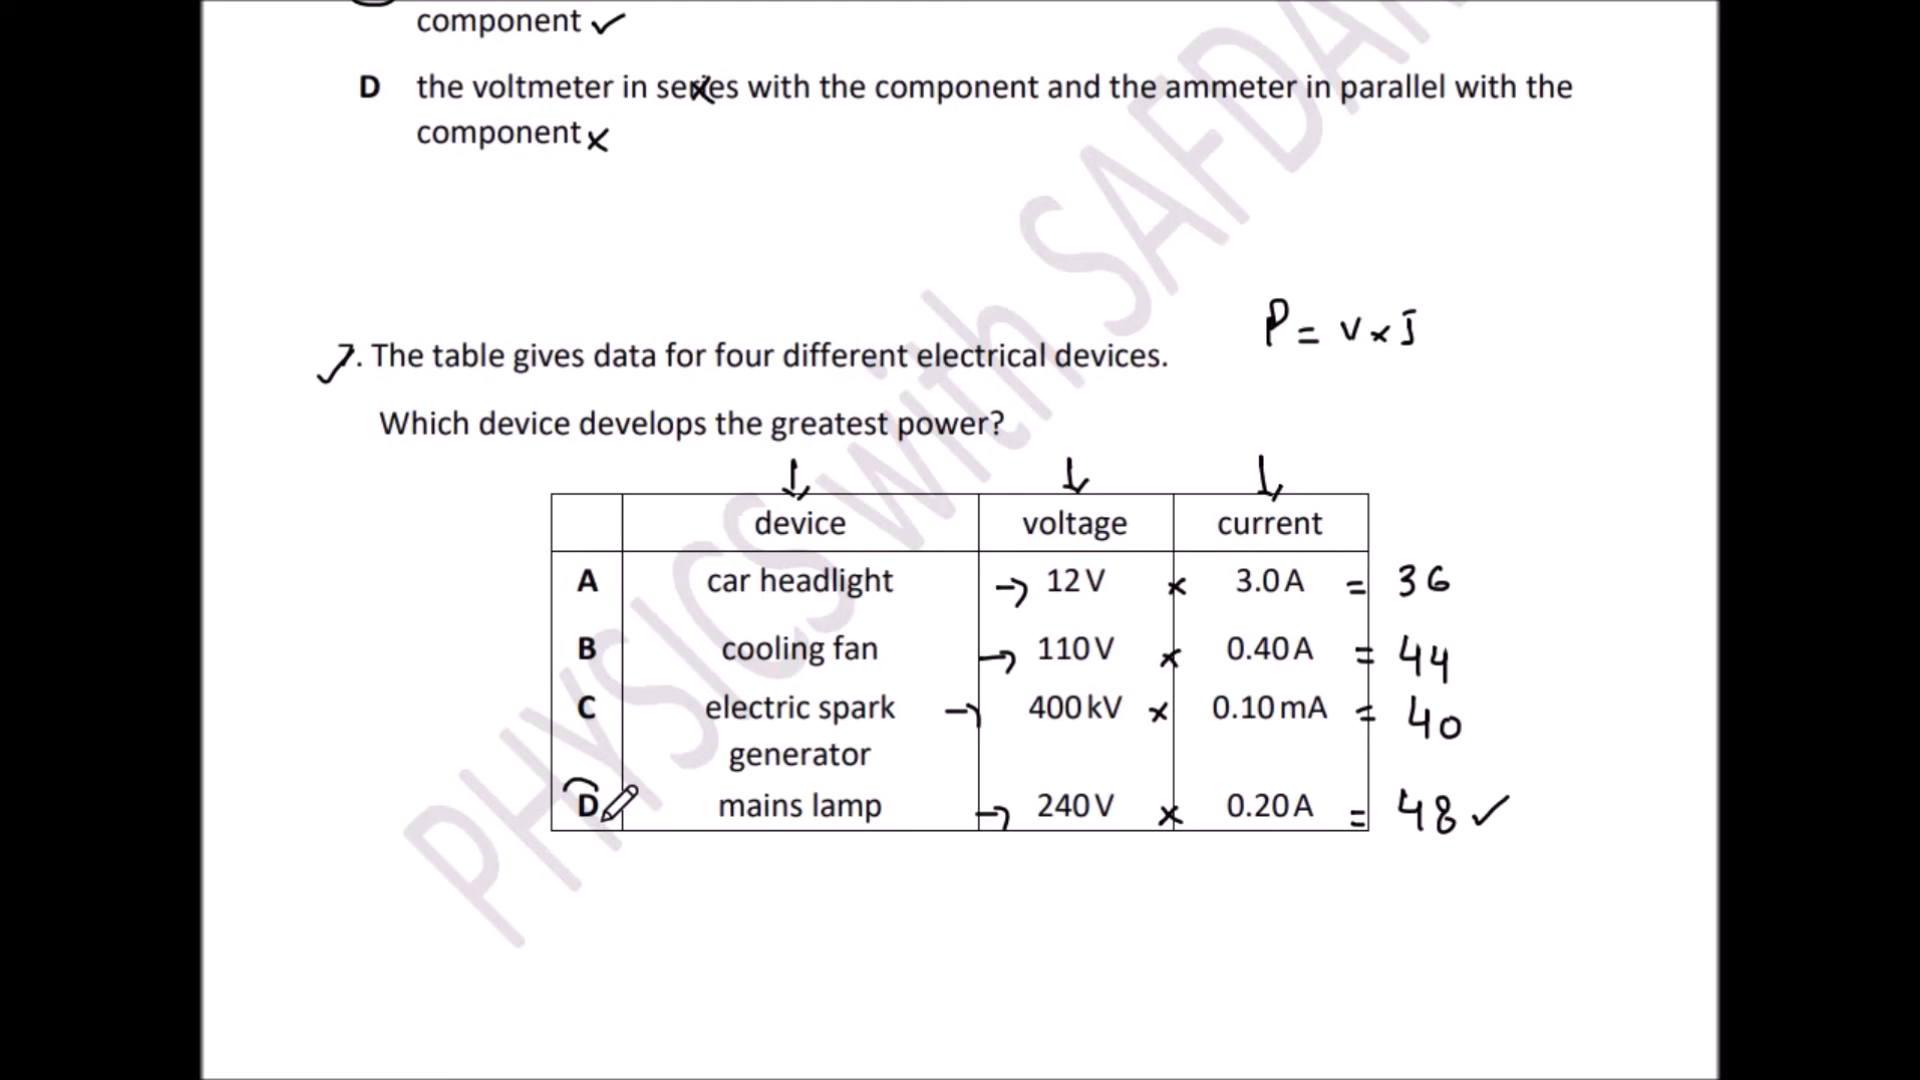 component ✓
D the voltmeter in series with the component and the ammeter in parallel with the
component ×
P = V × I
7. The table gives data for four different electrical devices.
Which device develops the greatest power?
device voltage current
A car headlight → 12 V × 3.0 A = 36
B cooling fan → 110 V × 0.40 A = 44
C electric spark → 400 kV × 0.10 mA = 40
generator
D mains lamp → 240 V × 0.20 A = 48 ✓
PHYSICS with SAFDA